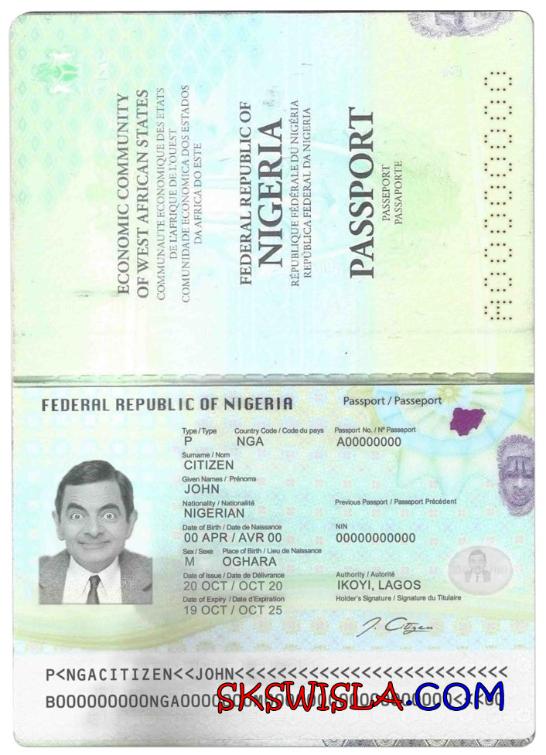 ECONOMIC COMMUNITY
OF WEST AFRICAN STATES
COMMUNAUTE ECONOMIQUE DES ETATS
DE L'AFRIQUE DE L'OUEST
COMUNIDADE ECONOMICA DOS ESTADOS
DA AFRICA DO ESTE
FEDERAL REPUBLIC OF
NIGERIA
RÉPUBLIQUE FÉDÉRALE DU NIGÉRIA
REPÚBLICA FEDERAL DA NIGERIA
PASSPORT
PASSEPORT
PASSAPORTE
A00000000
FEDERAL REPUBLIC OF NIGERIA
Passport / Passeport
Type / Type Country Code / Code du pays Passport No. / Nº Passeport
P NGA A00000000
Surname / Nom
CITIZEN
Given Names / Prénoms
JOHN
Nationality / Nationalité Previous Passport / Passeport Précédent
NIGERIAN
Date of Birth / Date de Naissance NIN
00 APR / AVR 00 00000000000
Sex / Sexe Place of Birth / Lieu de Naissance
M OGHARA
Date of Issue / Date de Délivrance Authority / Autorité
20 OCT / OCT 20 IKOYI, LAGOS
Date of Expiry / Date d'Expiration Holder's Signature / Signature du Titulaire
19 OCT / OCT 25
J. Citizen
P<NGACITIZEN<<JOHN<<<<<<<<<<<<<<<<<<<<<<<<<<
SKSWISLA.COM